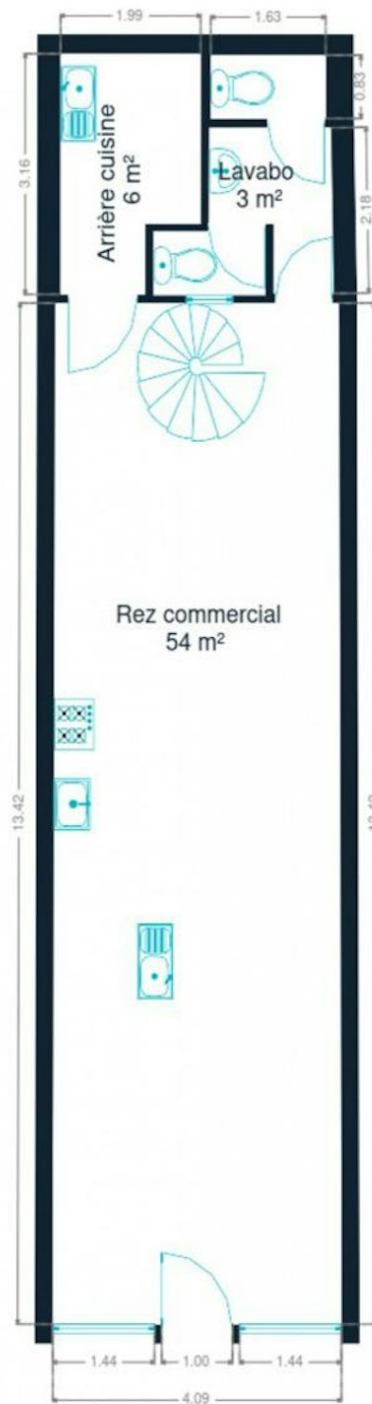 1.99
1.63
0.83
3.16
Arrière cuisine
6 m²
Lavabo
3 m²
2.18
Rez commercial
54 m²
13.42
1.44
1.00
1.44
4.09